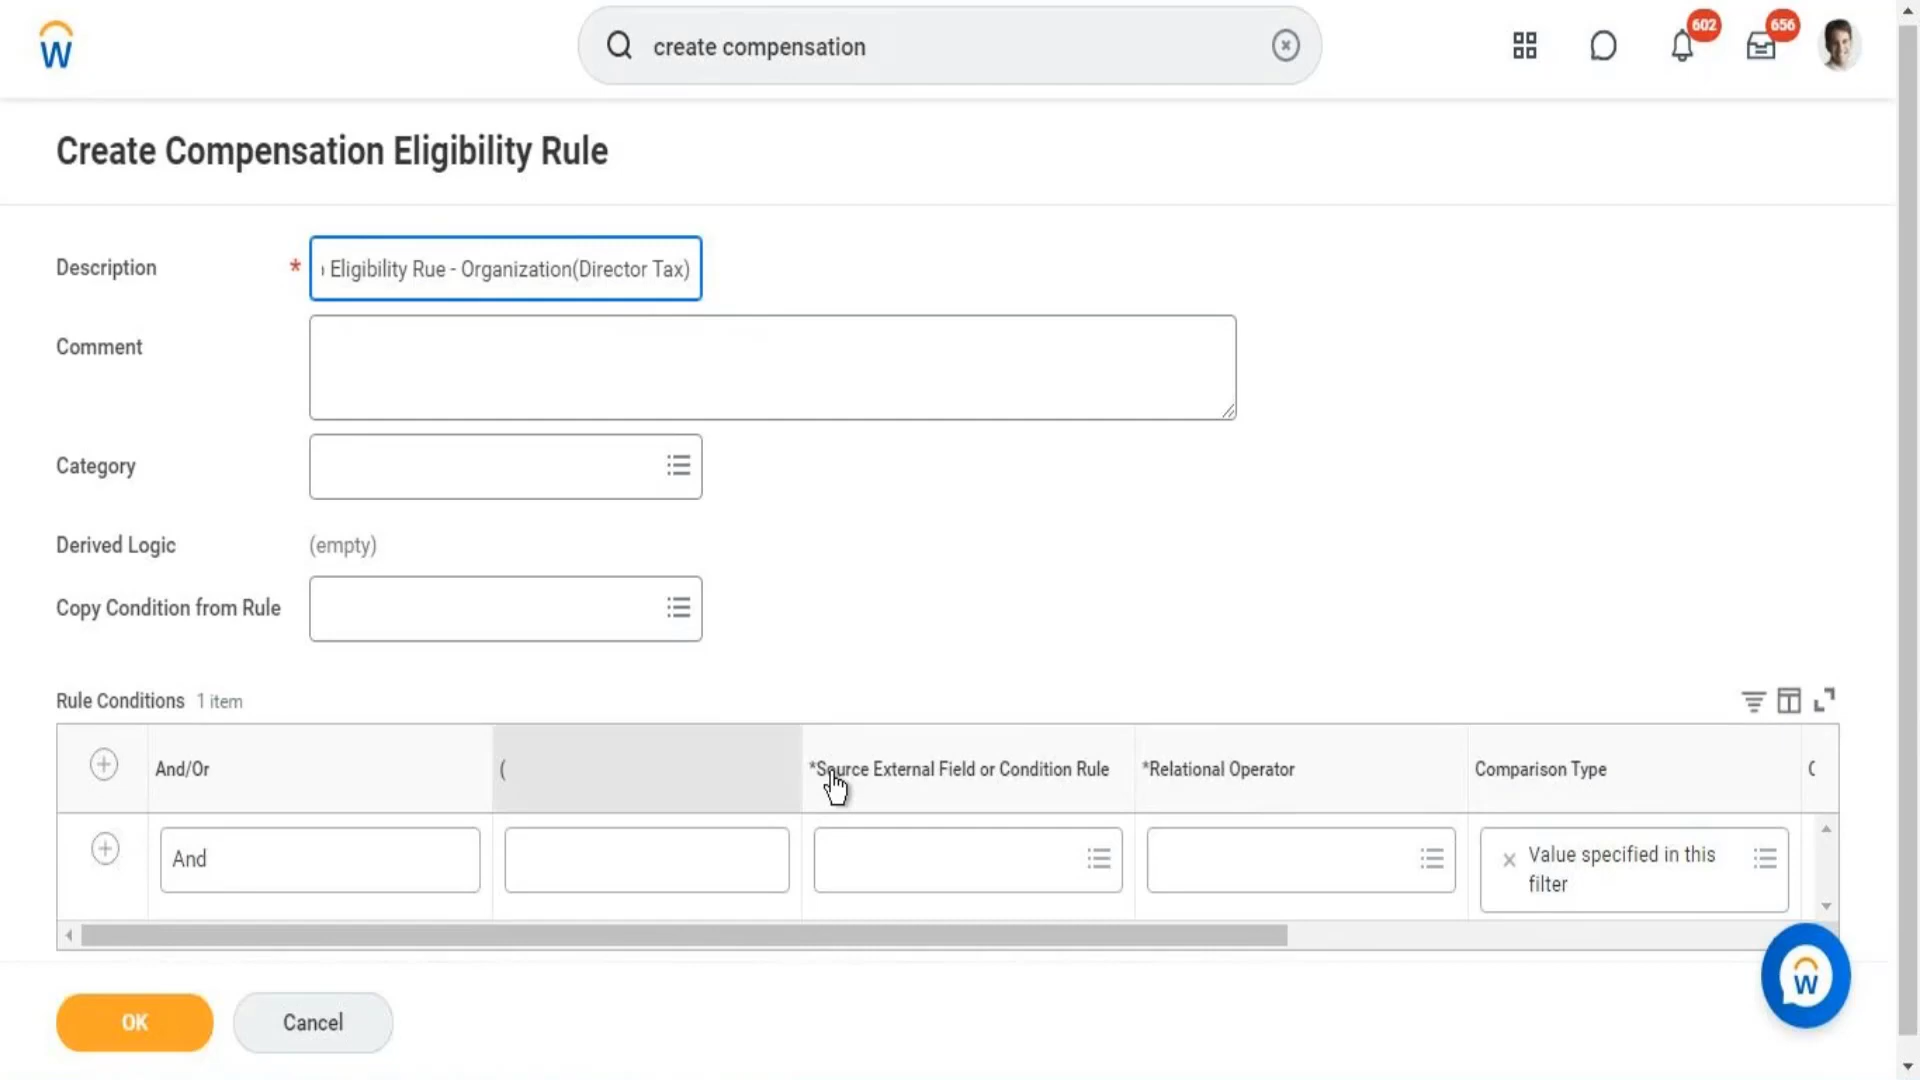 W
create compensation
602
656
Create Compensation Eligibility Rule
Description
*
Eligibility Rue - Organization(Director Tax)
Comment
Category
Derived Logic
(empty)
Copy Condition from Rule
Rule Conditions 1 item
And/Or
(
*Source External Field or Condition Rule
*Relational Operator
Comparison Type
And
Value specified in this
filter
W
OK
Cancel